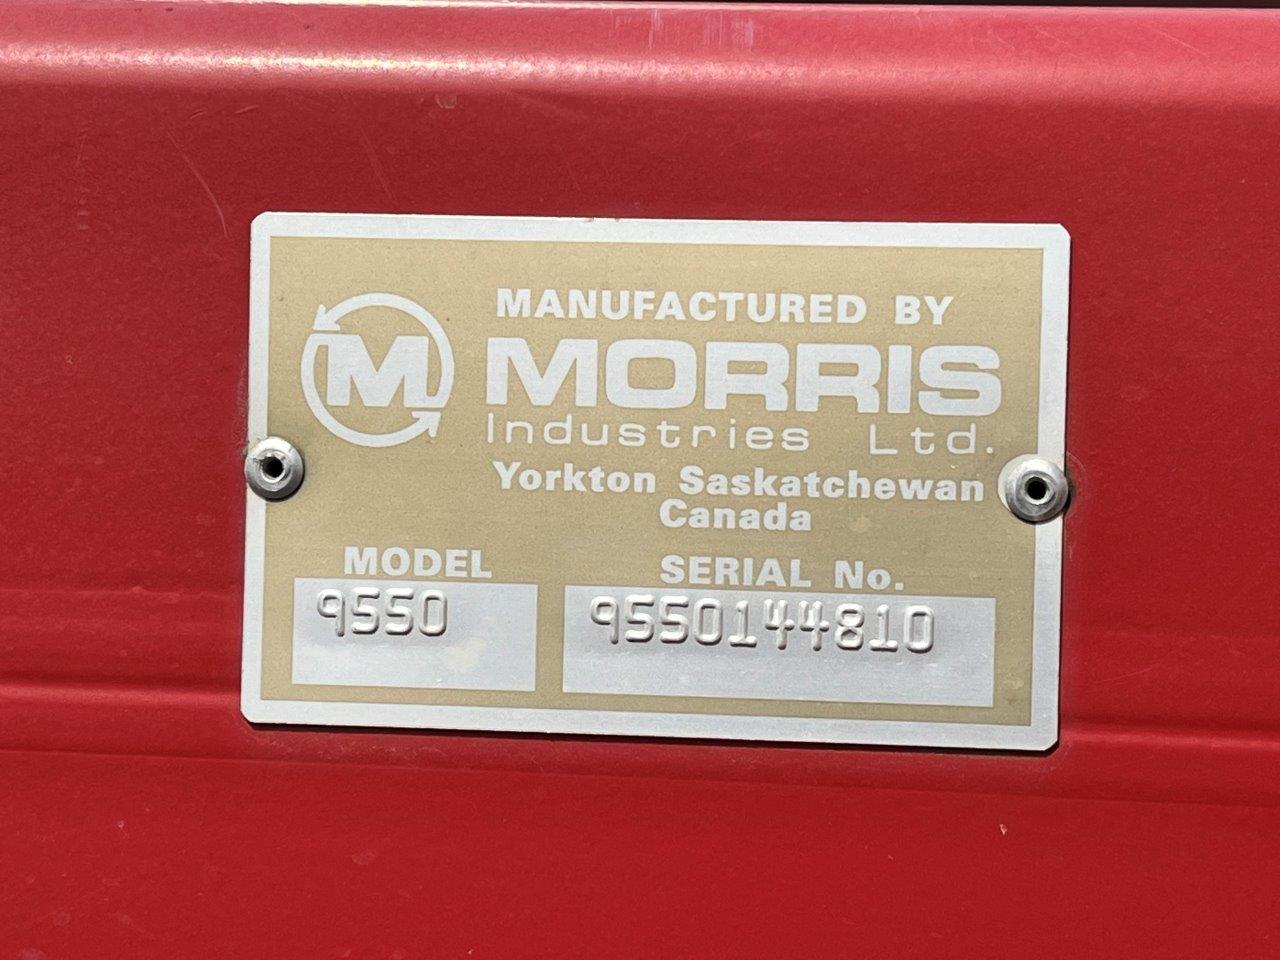 MANUFACTURED BY
M MORRIS
Industries Ltd.
Yorkton Saskatchewan
Canada
MODEL SERIAL No.
9550 9550144810